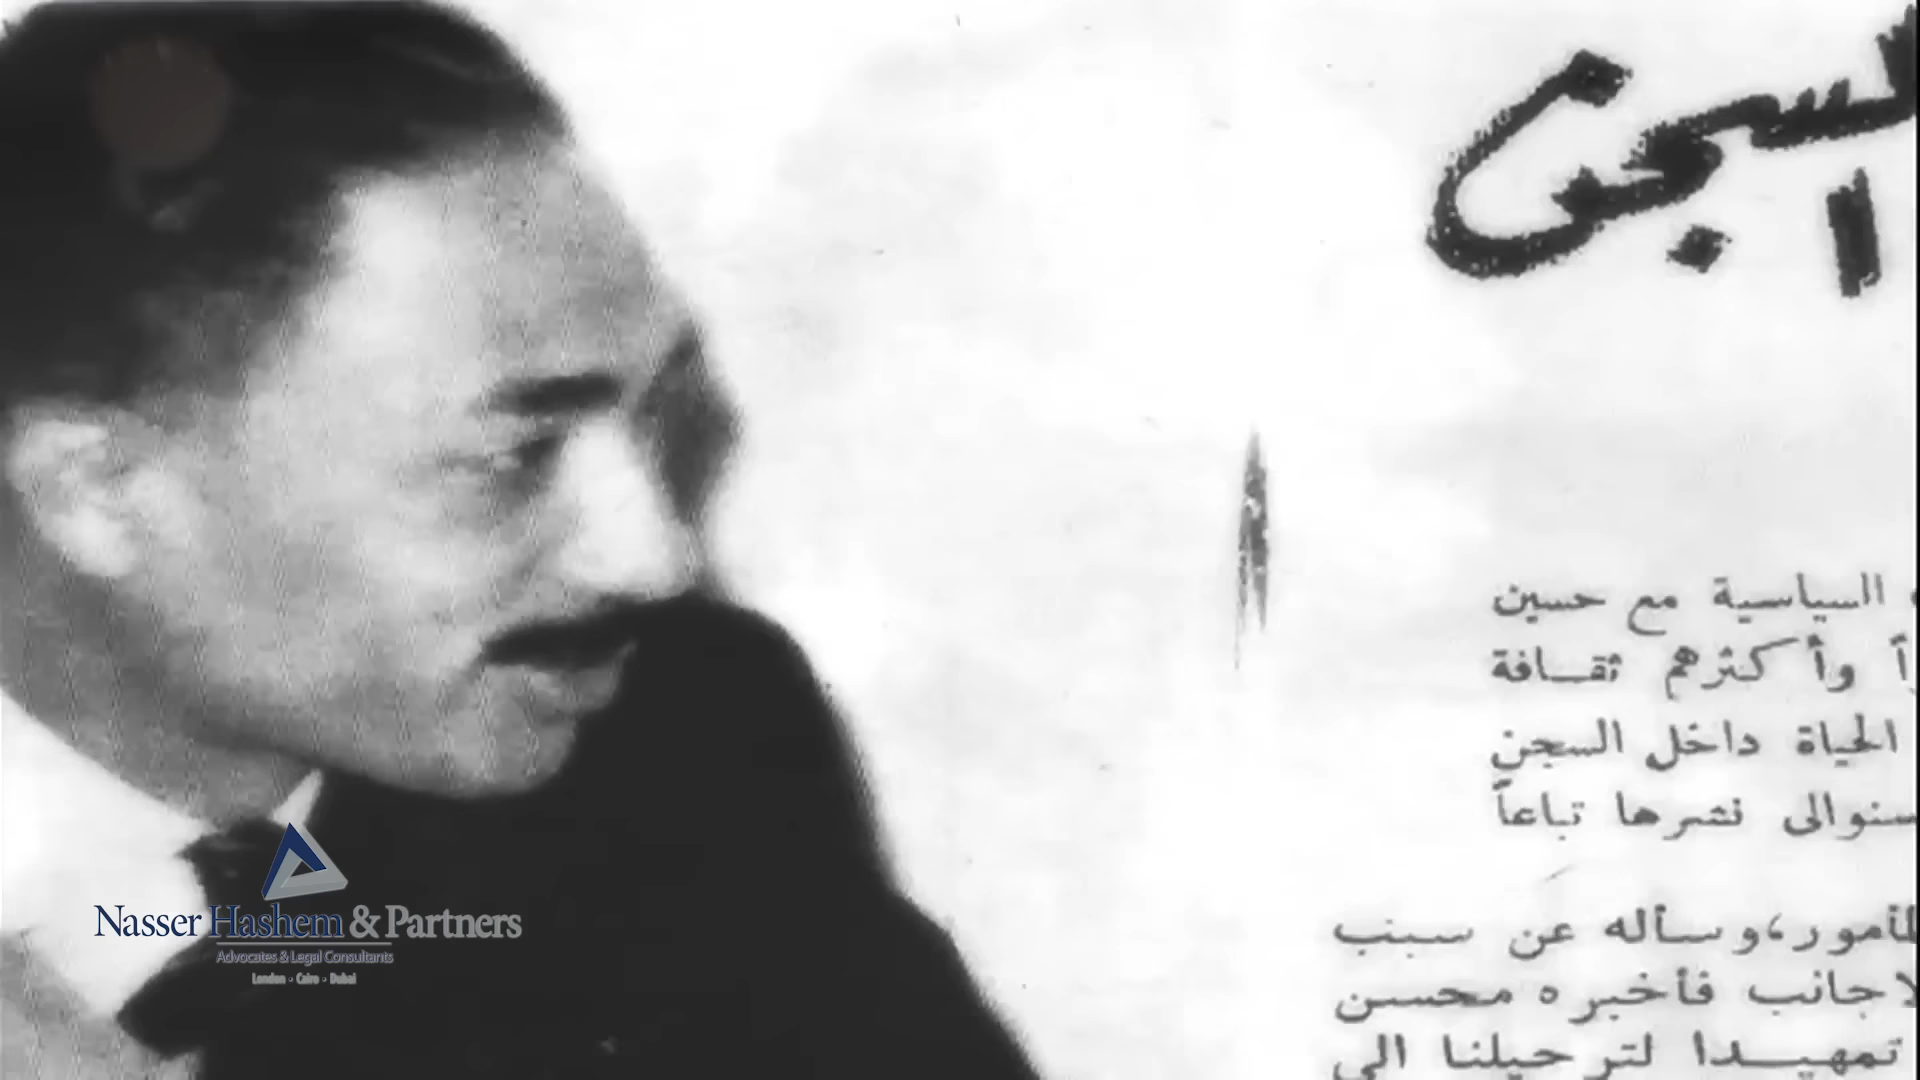 السجن
السياسية مع حسين
وأكثرهم ثقافة
الحياة داخل السجن
سنوالى نشرها تباعاً
وسأله عن سبب
فأخبره محسن
تمهيدا لترحيلنا الى
Nasser Hashem & Partners
Advocates & Legal Consultants
London - Cairo - Dubai